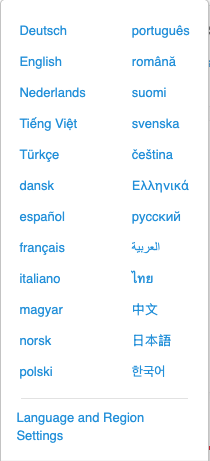 Deutsch
English
Nederlands
Tiếng Việt
Türkçe
dansk
español
français
italiano
magyar
norsk
polski
português
română
suomi
svenska
čeština
Ελληνικά
русский
العربية
ไทย
中文
日本語
한국어
Language and Region
Settings